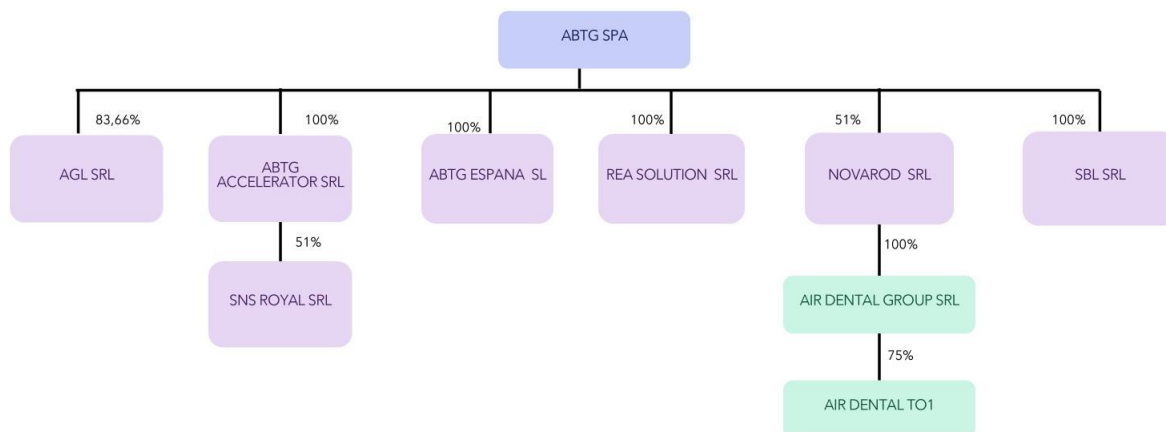 ABTG SPA
83,66%
100%
100%
100%
51%
100%
AGL SRL
ABTG
ACCELERATOR SRL
ABTG ESPANA SL
REA SOLUTION SRL
NOVAROD SRL
SBL SRL
51%
100%
SNS ROYAL SRL
AIR DENTAL GROUP SRL
75%
AIR DENTAL TO1